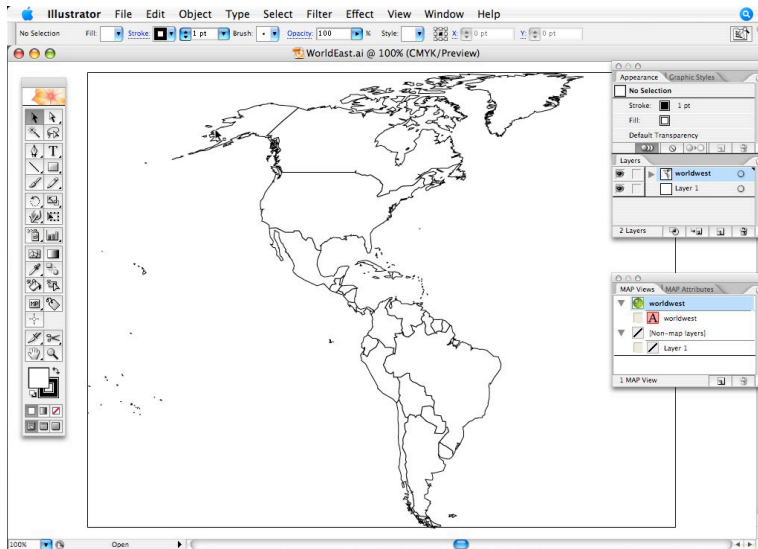 Illustrator File Edit Object Type Select Filter Effect View Window Help
No Selection Fill: Stroke: 1 pt Brush: Opacity: 100 % Style: X: 0 pt Y: 0 pt
WorldEast.ai @ 100% (CMYK/Preview)
Appearance Graphic Styles
No Selection
Stroke: 1 pt
Fill:
Default Transparency
Layers
worldwest
Layer 1
2 Layers
MAP Views MAP Attributes
worldwest
A worldwest
[Non-map layers]
Layer 1
1 MAP View
T
MP
100% Open